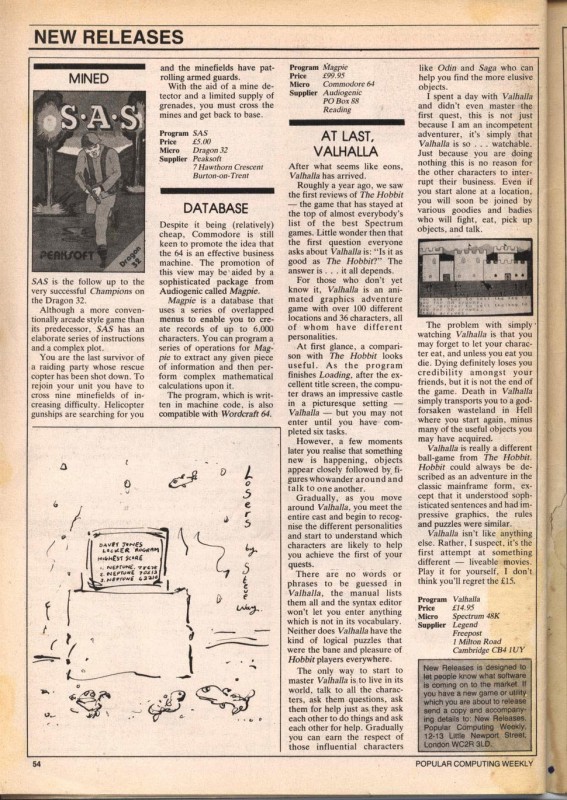 NEW RELEASES
MINED
S·A·S
PEAKSOFT
Dragon
32
SAS is the follow up to the
very successful Champions on
the Dragon 32.
Although a more conven-
tionally arcade style game than
its predecessor, SAS has an
elaborate series of instructions
and a complex plot.
You are the last survivor of
a raiding party whose rescue
copter has been shot down. To
rejoin your unit you have to
cross nine minefields of in-
creasing difficulty. Helicopter
gunships are searching for you
and the minefields have pat-
rolling armed guards.
With the aid of a mine de-
tector and a limited supply of
grenades, you must cross the
mines and get back to base.
Program SAS
Price £5.00
Micro Dragon 32
Supplier Peaksoft
7 Hawthorn Crescent
Burton-on-Trent
DATABASE
Despite it being (relatively)
cheap, Commodore is still
keen to promote the idea that
the 64 is an effective business
machine. The promotion of
this view may be aided by a
sophisticated package from
Audiogenic called Magpie.
Magpie is a database that
uses a series of overlapped
menus to enable you to cre-
ate records of up to 6,000
characters. You can program a
series of operations for Mag-
pie to extract any given piece
of information and then per-
form complex mathematical
calculations upon it.
The program, which is writ-
ten in machine code, is also
compatible with Wordcraft 64.
Losers
by Steve
Way.
DAVEY JONES
LOCKER PROGRAM
HIGHEST SCORE
1. NEPTUNE,
2. NEPTUNE
3. NEPTUNE
Program Magpie
Price £99.95
Micro Commodore 64
Supplier Audiogenic
PO Box 88
Reading
AT LAST,
VALHALLA
After what seems like eons,
Valhalla has arrived.
Roughly a year ago, we saw
the first reviews of The Hobbit
— the game that has stayed at
the top of almost everybody's
list of the best Spectrum
games. Little wonder then that
the first question everyone
asks about Valhalla is: "Is it as
good as The Hobbit?" The
answer is . . . it all depends.
For those who don't yet
know it, Valhalla is an ani-
mated graphics adventure
game with over 100 different
locations and 36 characters, all
of whom have different
personalities.
At first glance, a compari-
son with The Hobbit looks
useful. As the program
finishes Loading, after the ex-
cellent title screen, the compu-
ter draws an impressive castle
in a picturesque setting —
Valhalla — but you may not
enter until you have com-
pleted six tasks.
However, a few moments
later you realise that something
new is happening, objects
appear closely followed by fi-
gures who wander around and
talk to one another.
Gradually, as you move
around Valhalla, you meet the
entire cast and begin to recog-
nise the different personalities
and start to understand which
characters are likely to help
you achieve the first of your
quests.
There are no words or
phrases to be guessed in
Valhalla, the manual lists
them all and the syntax editor
won't let you enter anything
which is not in its vocabulary.
Neither does Valhalla have the
kind of logical puzzles that
were the bane and pleasure of
Hobbit players everywhere.
The only way to start to
master Valhalla is to live in its
world, talk to all the charac-
ters, ask them questions, ask
them for help just as they ask
each other to do things and ask
each other for help. Gradually
you can earn the respect of
those influential characters
like Odin and Saga who can
help you find the more elusive
objects.
I spent a day with Valhalla
and didn't even master the
first quest, this is not just
because I am an incompetent
adventurer, it's simply that
Valhalla is so . . . watchable.
Just because you are doing
nothing this is no reason for
the other characters to inter-
rupt their business. Even if
you start alone at a location,
you will soon be joined by
various goodies and badies
who will fight, eat, pick up
objects, and talk.
The problem with simply
watching Valhalla is that you
may forget to let your charac-
ter eat, and unless you eat you
die. Dying definitely loses you
credibility amongst your
friends, but it is not the end of
the game. Death in Valhalla
simply transports you to a god-
forsaken wasteland in Hell
where you start again, minus
many of the useful objects you
may have acquired.
Valhalla is really a different
ball-game from The Hobbit.
Hobbit could always be de-
scribed as an adventure in the
classic mainframe form, ex-
cept that it understood soph-
isticated sentences and had im-
pressive graphics, the rules
and puzzles were similar.
Valhalla isn't like anything
else. Rather, I suspect, it's the
first attempt at something
different — liveable movies.
Play it for yourself, I don't
think you'll regret the £15.
Program Valhalla
Price £14.95
Micro Spectrum 48K
Supplier Legend
Freepost
1 Milton Road
Cambridge CB4 1UY
New Releases is designed to
let people know what software
is coming on to the market. If
you have a new game or utility
which you are about to release
send a copy and accompany-
ing details to: New Releases,
Popular Computing Weekly,
12-13 Little Newport Street,
London WC2R 3LD.
54
POPULAR COMPUTING WEEKLY